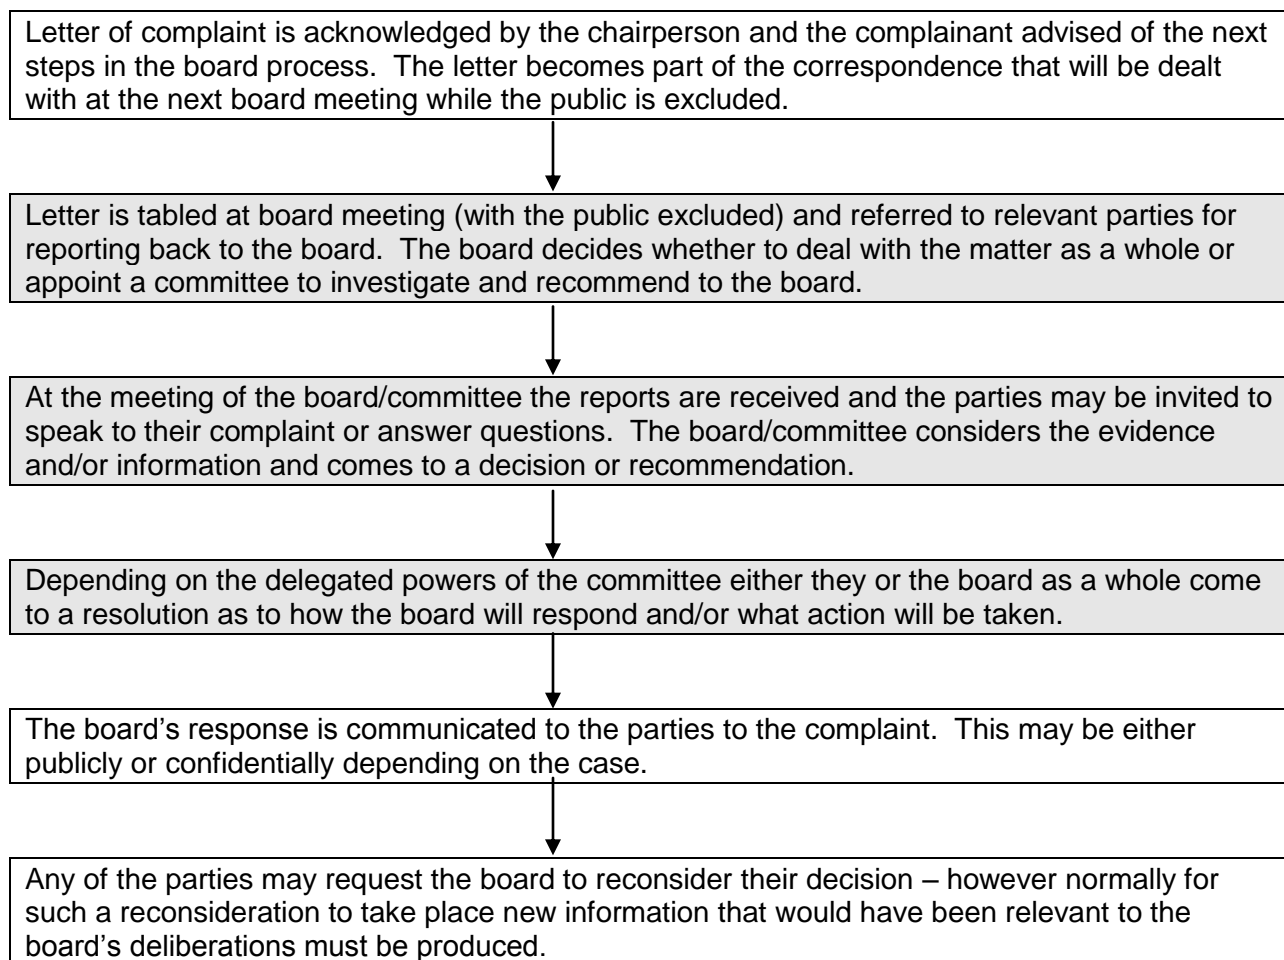 Letter of complaint is acknowledged by the chairperson and the complainant advised of the next
steps in the board process.  The letter becomes part of the correspondence that will be dealt
with at the next board meeting while the public is excluded.
Letter is tabled at board meeting (with the public excluded) and referred to relevant parties for
reporting back to the board.  The board decides whether to deal with the matter as a whole or
appoint a committee to investigate and recommend to the board.
At the meeting of the board/committee the reports are received and the parties may be invited to
speak to their complaint or answer questions.  The board/committee considers the evidence
and/or information and comes to a decision or recommendation.
Depending on the delegated powers of the committee either they or the board as a whole come
to a resolution as to how the board will respond and/or what action will be taken.
The board’s response is communicated to the parties to the complaint.  This may be either
publicly or confidentially depending on the case.
Any of the parties may request the board to reconsider their decision – however normally for
such a reconsideration to take place new information that would have been relevant to the
board’s deliberations must be produced.